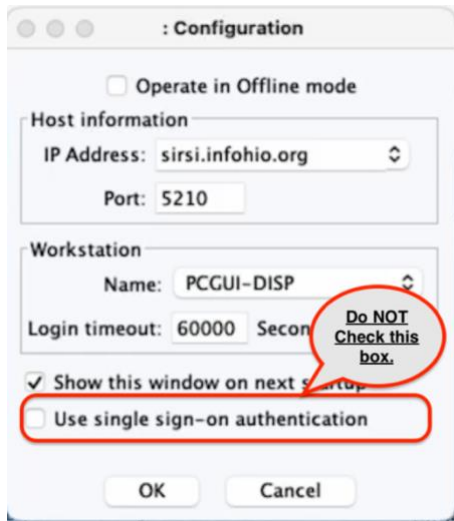 : Configuration
Operate in Offline mode
Host information
IP Address: sirsi.infohio.org
Port: 5210
Workstation
Name: PCGUI-DISP
Login timeout: 60000 Secon
Do NOT
Check this
box.
Show this window on next startup
Use single sign-on authentication
OK Cancel